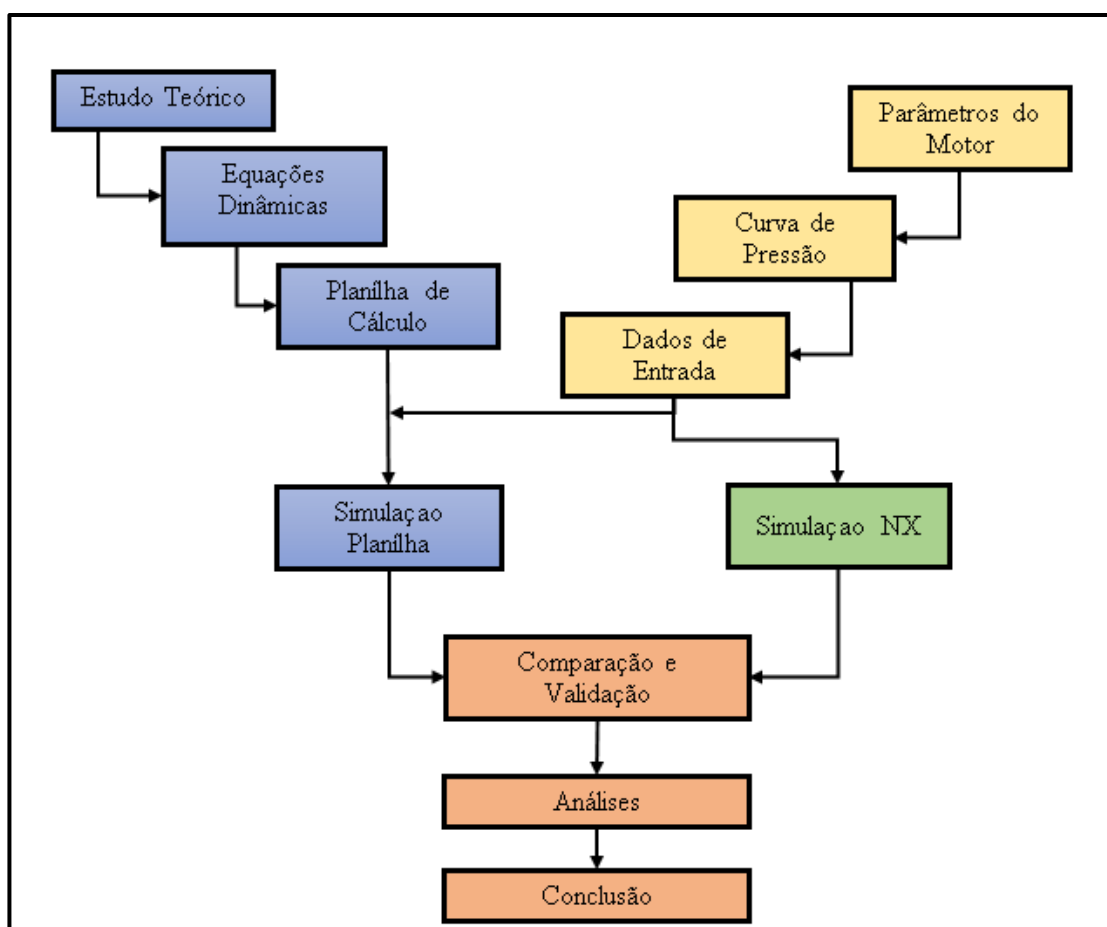 Estudo Teórico
Parâmetros do
Motor
Equações
Dinâmicas
Curva de
Pressão
Planílha de
Cálculo
Dados de
Entrada
Simulaçao
Planílha
Simulaçao NX
Comparação e
Validação
Análises
Conclusão